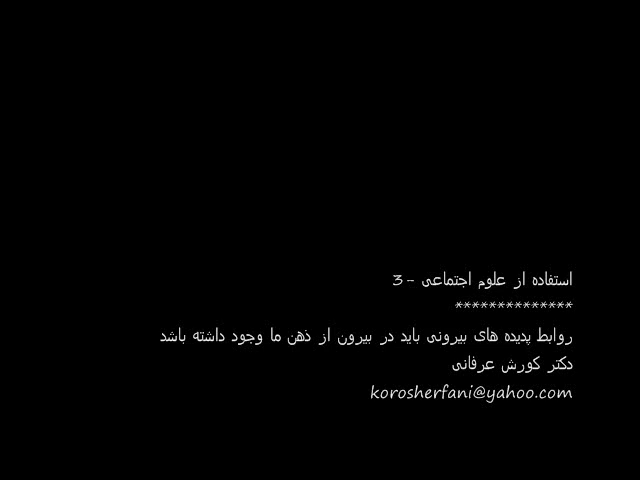 استفاده از علوم اجتماعی - 3
**************
روابط پدیده های بیرونی باید در بیرون از ذهن ما وجود داشته باشد
دکتر کورش عرفانی
korosherfani@yahoo.com